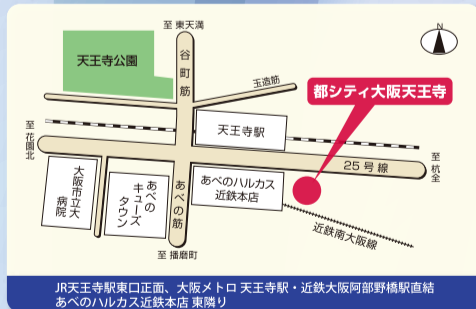 至 東天満
N
天王寺公園
谷町筋
玉造筋
都シティ大阪天王寺
至 花園北
天王寺駅
25号線
至 杭全
大阪市立大病院
あべのキューズタウン
あべの筋
あべのハルカス
近鉄本店
近鉄南大阪線
至 播磨町
JR天王寺駅東口正面、大阪メトロ 天王寺駅・近鉄大阪阿部野橋駅直結
あべのハルカス近鉄本店 東隣り